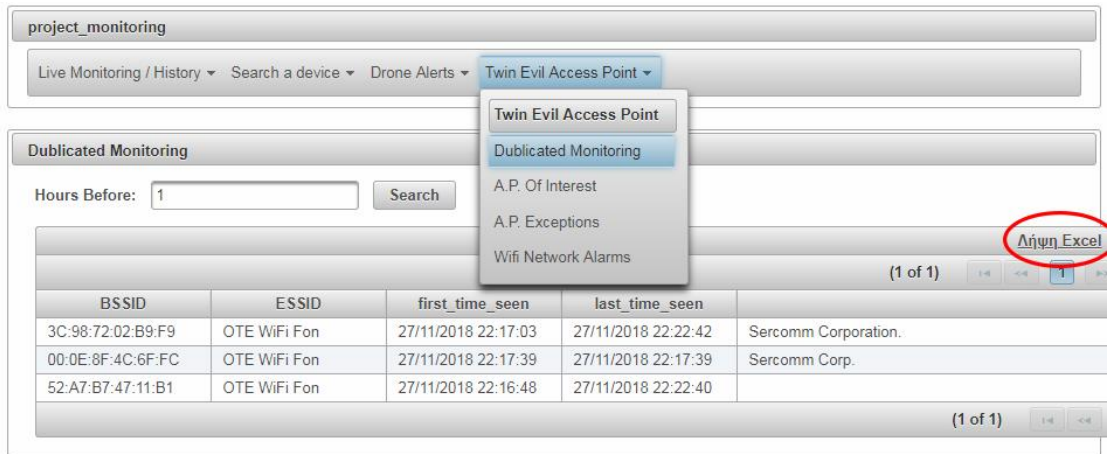 project_monitoring
Live Monitoring / History Search a device Drone Alerts Twin Evil Access Point
Twin Evil Access Point
Dublicated Monitoring
A.P. Of Interest
A.P. Exceptions
Wifi Network Alarms
Dublicated Monitoring
Hours Before: 1 Search
Λήψη Excel
(1 of 1) 1
BSSID ESSID first_time_seen last_time_seen
3C:98:72:02:B9:F9 OTE WiFi Fon 27/11/2018 22:17:03 27/11/2018 22:22:42 Sercomm Corporation.
00:0E:8F:4C:6F:FC OTE WiFi Fon 27/11/2018 22:17:39 27/11/2018 22:17:39 Sercomm Corp.
52:A7:B7:47:11:B1 OTE WiFi Fon 27/11/2018 22:16:48 27/11/2018 22:22:40
(1 of 1)